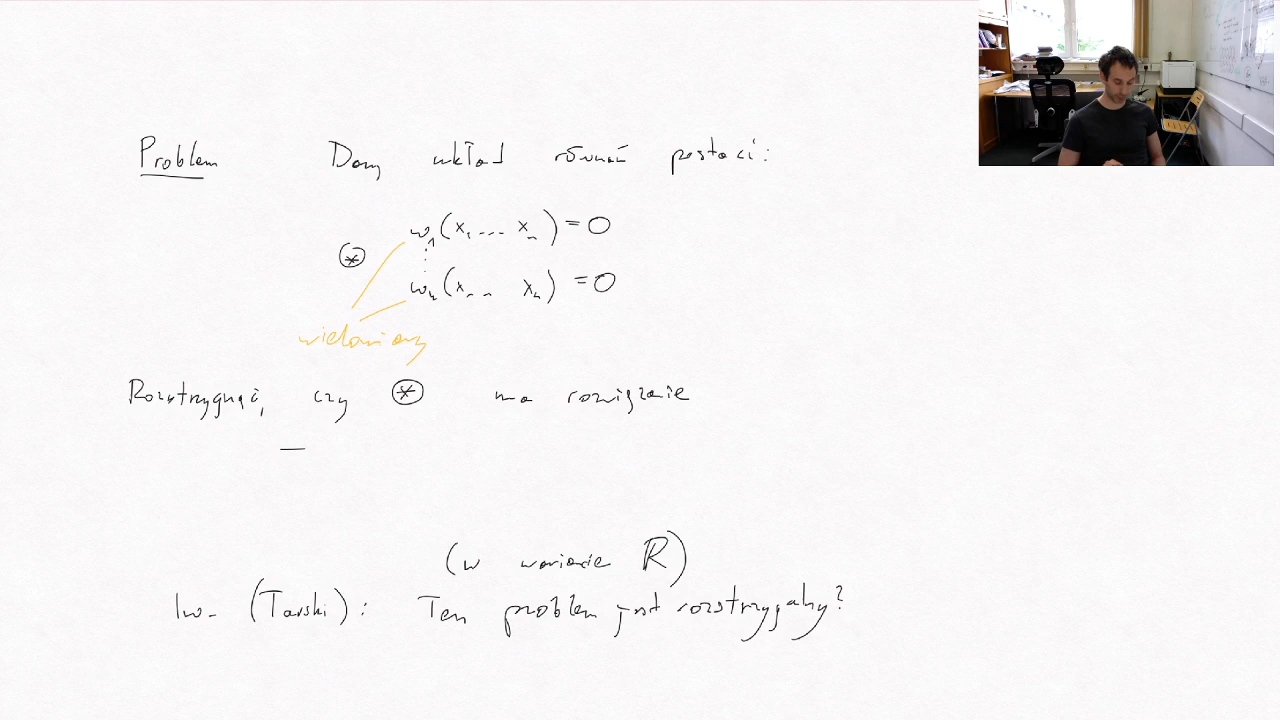 Problem Dany układ równań postaci:
w₁(x₁ ... xₙ) = 0
⊛
wₖ(x₁ ... xₙ) = 0
wielomiany
Rozstrzygnąć, czy ⊛ ma rozwiązanie
(w wariancie ℝ)
Tw. (Tarski): Ten problem jest rozstrzygalny?